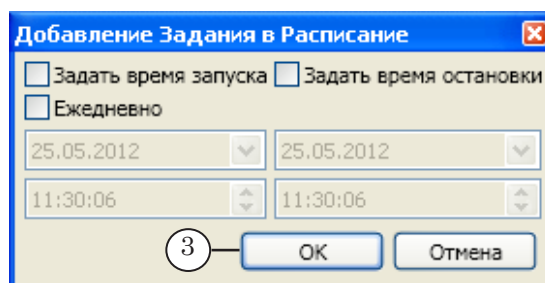 Добавление Задания в Расписание
Задать время запуска Задать время остановки
Ежедневно
25.05.2012 25.05.2012
11:30:06 11:30:06
3 OK Отмена